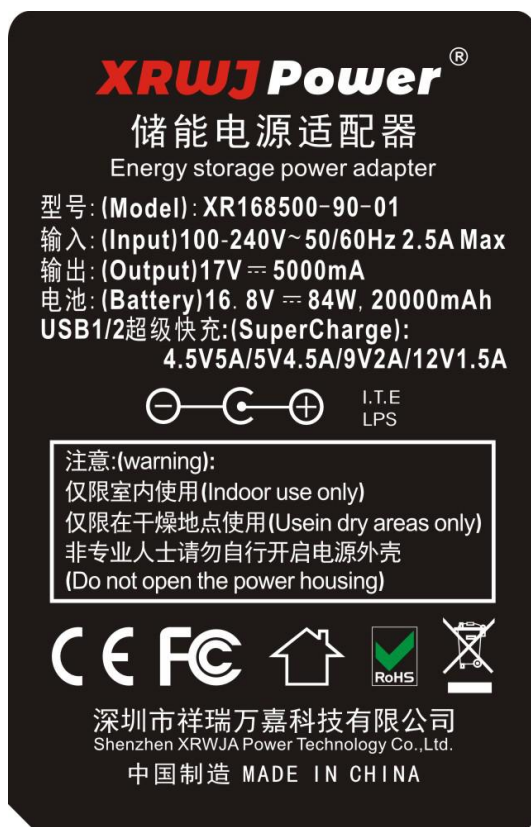 XRWJ Power®
储能电源适配器
Energy storage power adapter
型号:(Model):XR168500-90-01
输入:(Input)100-240V~50/60Hz 2.5A Max
输出:(Output)17V⎓5000mA
电池:(Battery)16.8V⎓84W, 20000mAh
USB1/2超级快充:(SuperCharge):
4.5V5A/5V4.5A/9V2A/12V1.5A
I.T.E
LPS
注意:(warning):
仅限室内使用(Indoor use only)
仅限在干燥地点使用(Usein dry areas only)
非专业人士请勿自行开启电源外壳
(Do not open the power housing)
CE FC RoHS
深圳市祥瑞万嘉科技有限公司
Shenzhen XRWJA Power Technology Co.,Ltd.
中国制造 MADE IN CHINA